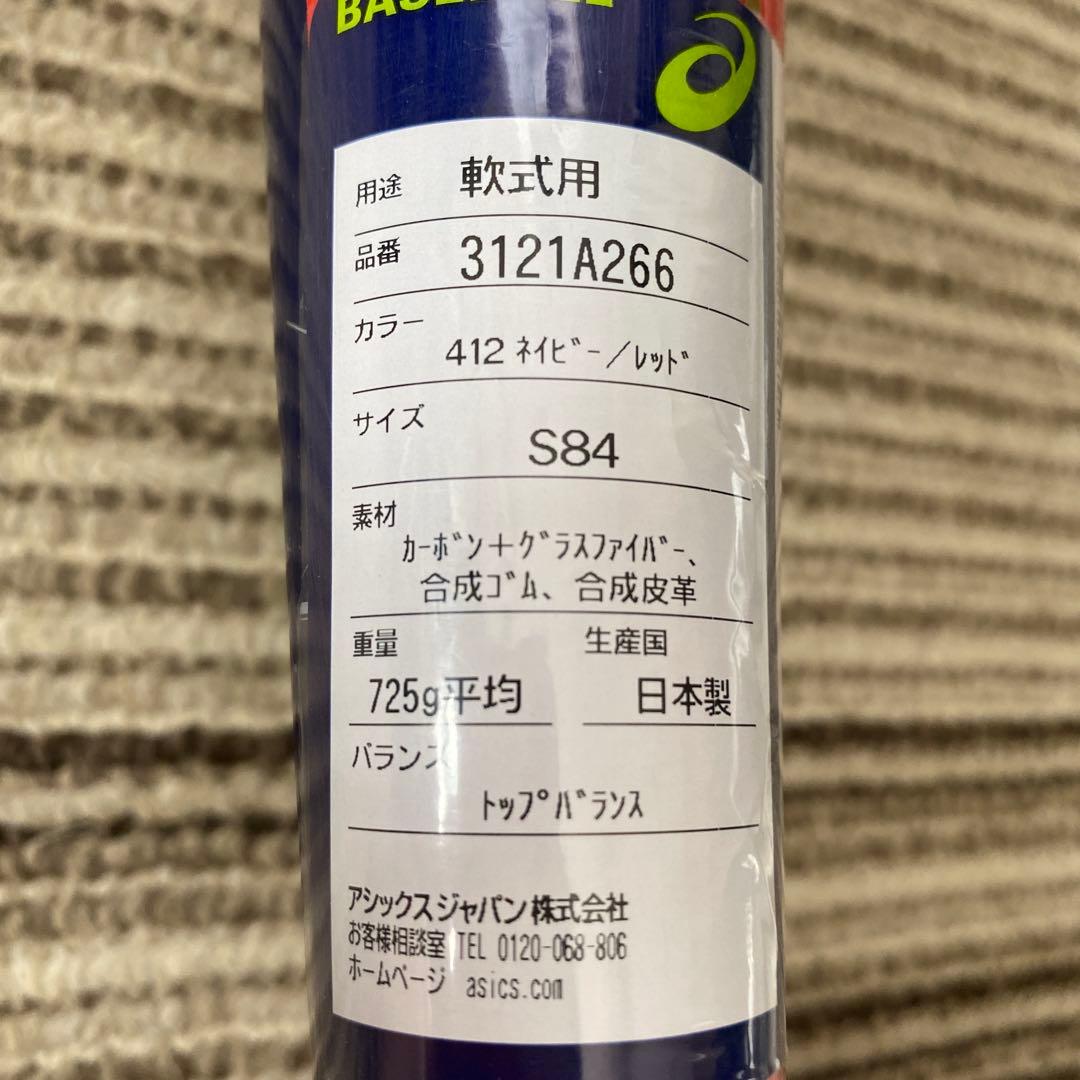 用途 軟式用
品番 3121A266
カラー
412 ﾈｲﾋﾞｰ/ﾚｯﾄﾞ
サイズ
S84
素材
ｶｰﾎﾞﾝ+ｸﾞﾗｽﾌｧｲﾊﾞｰ、
合成ｺﾞﾑ、合成皮革
重量 生産国
725g平均 日本製
バランス
ﾄｯﾌﾟﾊﾞﾗﾝｽ
アシックスジャパン株式会社
お客様相談室 TEL 0120-068-806
ホームページ asics.com